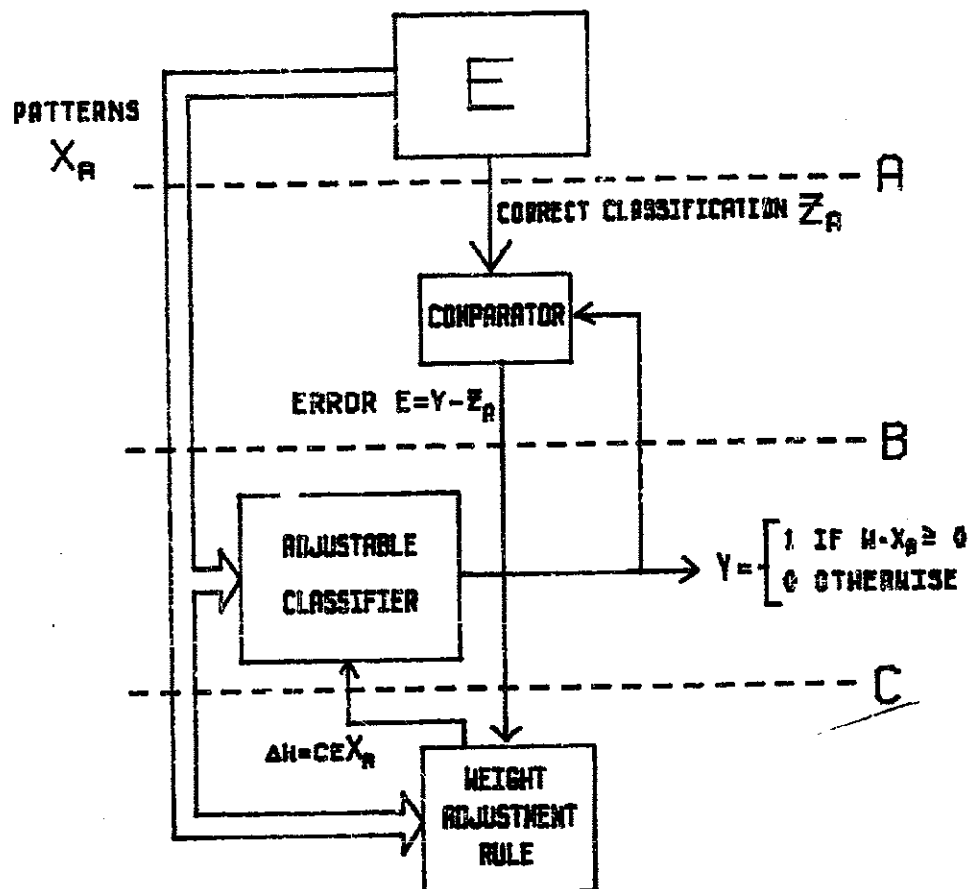 E
PATTERNS
X_A
A
CORRECT CLASSIFICATION Z_A
COMPARATOR
ERROR E=Y-Z_A
B
ADJUSTABLE
CLASSIFIER
Y= 1 IF W·X_A ≥ 0
0 OTHERWISE
C
ΔW=CEX_A
WEIGHT
ADJUSTMENT
RULE